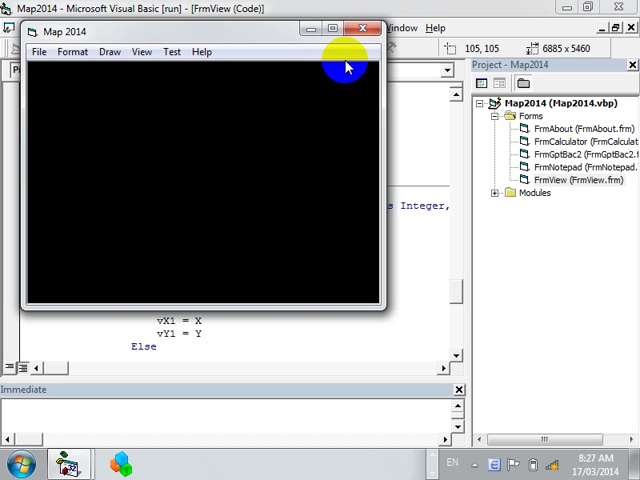 Map2014 - Microsoft Visual Basic [run] - [FrmView (Code)]
Map 2014
Window Help
File Format Draw View Test Help
105, 105
6885 x 5460
Project - Map2014
Map2014 (Map2014.vbp)
Forms
FrmAbout (FrmAbout.frm)
FrmCalculator (FrmCalculat
FrmGptBac2 (FrmGptBac2.f
FrmNotepad (FrmNotepad.
FrmView (FrmView.frm)
Modules
s Integer,
vX1 = X
vY1 = Y
Else
Immediate
EN
8:27 AM
17/03/2014